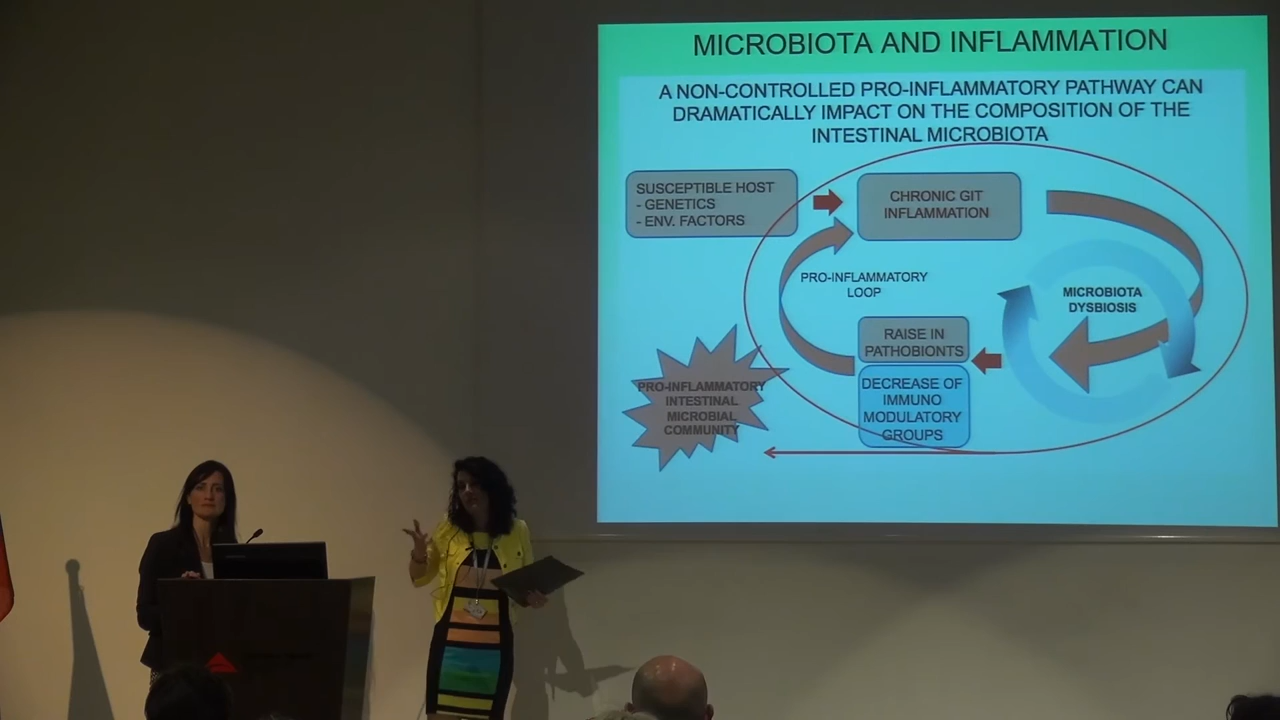 MICROBIOTA AND INFLAMMATION
A NON-CONTROLLED PRO-INFLAMMATORY PATHWAY CAN
DRAMATICALLY IMPACT ON THE COMPOSITION OF THE
INTESTINAL MICROBIOTA
SUSCEPTIBLE HOST
- GENETICS
- ENV. FACTORS
CHRONIC GIT
INFLAMMATION
PRO-INFLAMMATORY
LOOP
MICROBIOTA
DYSBIOSIS
RAISE IN
PATHOBIONTS
DECREASE OF
IMMUNO
MODULATORY
GROUPS
PRO-INFLAMMATORY
INTESTINAL
MICROBIAL
COMMUNITY